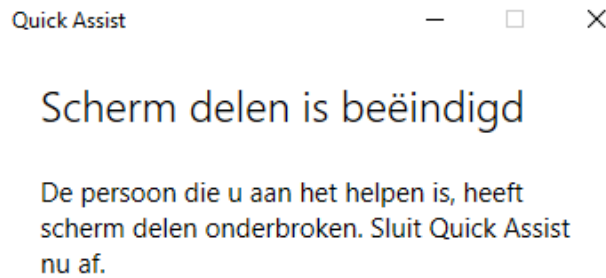 Quick Assist
Scherm delen is beëindigd
De persoon die u aan het helpen is, heeft
scherm delen onderbroken. Sluit Quick Assist
nu af.